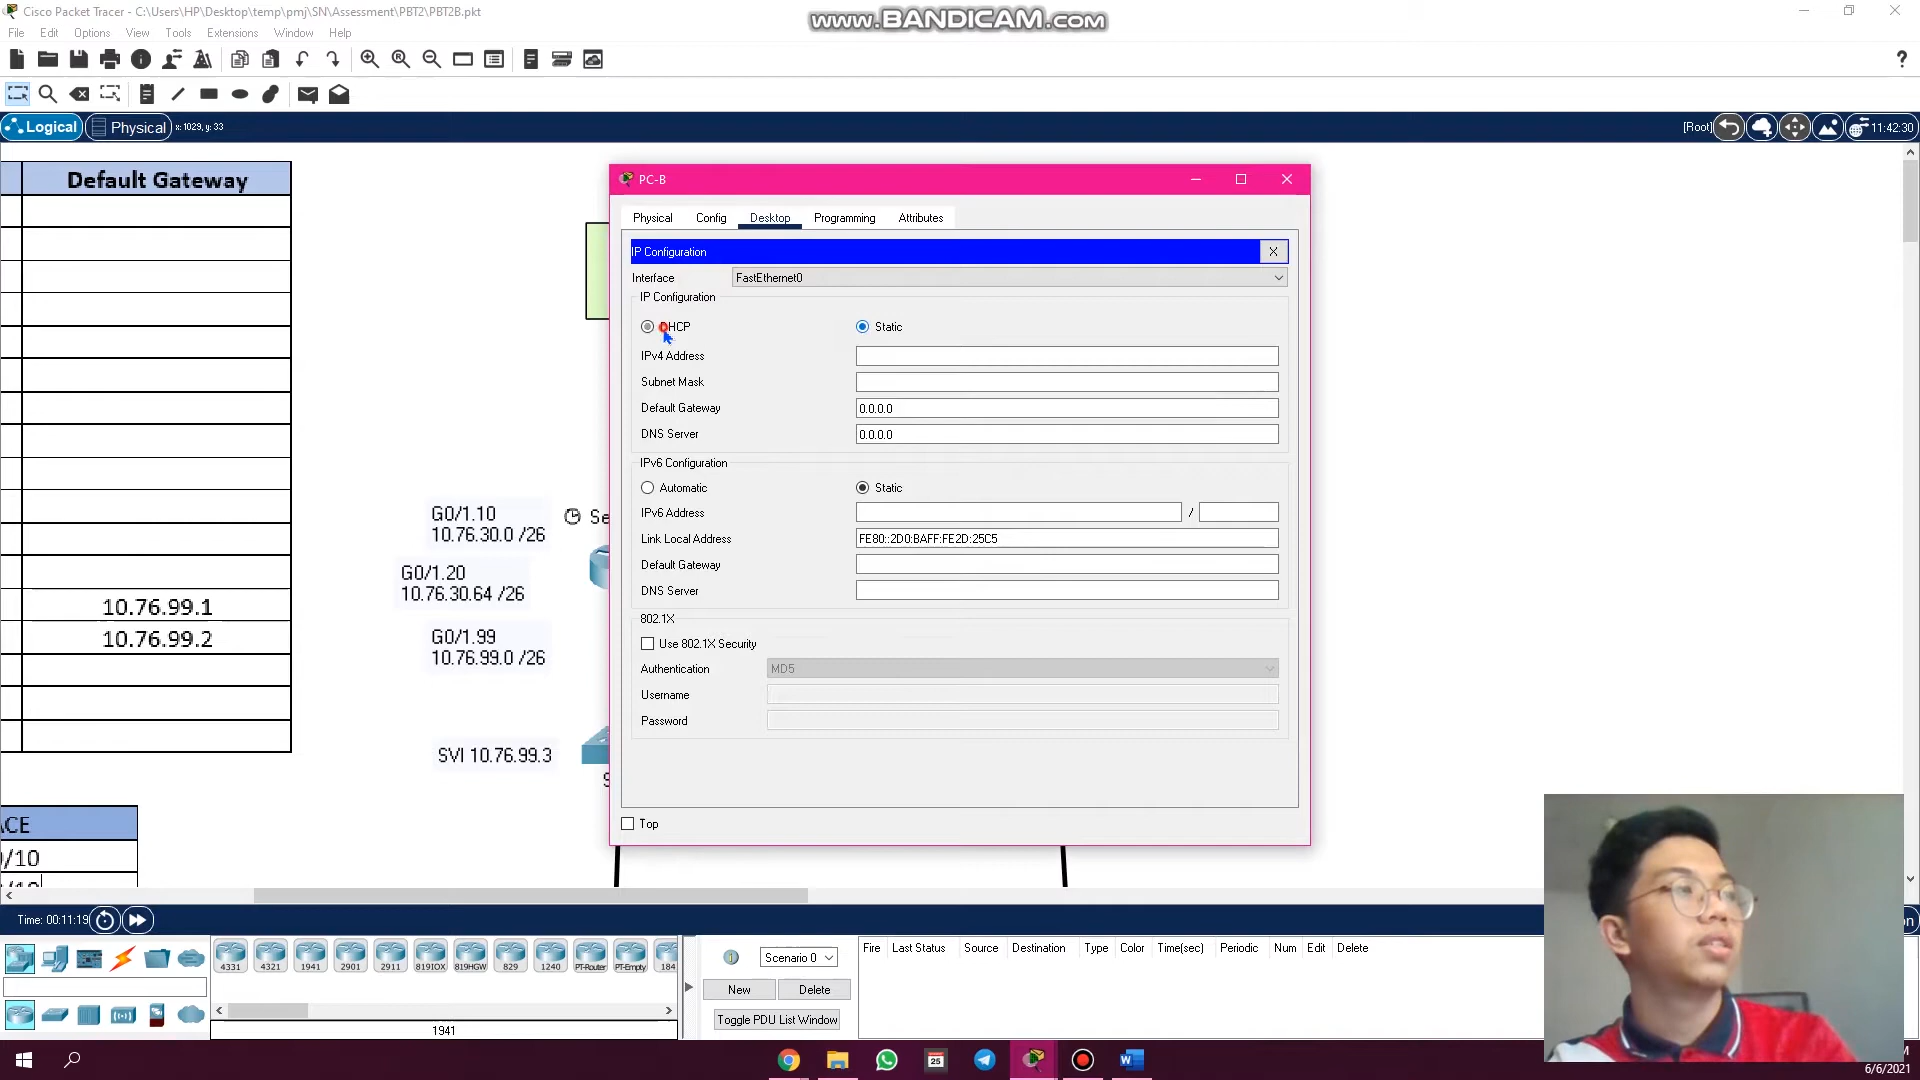 Cisco Packet Tracer - C:\Users\HP\Desktop\temp\pmj\SN\Assessment\PBT2\PBT2B.pkt
www.BANDICAM.com
File Edit Options View Tools Extensions Window Help
Logical Physical x: 1029, y: 33 [Root] 11:42:30
Default Gateway
10.76.99.1
10.76.99.2
G0/1.10
10.76.30.0 /26
G0/1.20
10.76.30.64 /26
G0/1.99
10.76.99.0 /26
SVI 10.76.99.3
Se
/10
PC-B
Physical Config Desktop Programming Attributes
IP Configuration X
Interface FastEthernet0
IP Configuration
DHCP Static
IPv4 Address
Subnet Mask
Default Gateway 0.0.0.0
DNS Server 0.0.0.0
IPv6 Configuration
Automatic Static
IPv6 Address /
Link Local Address FE80::2D0:BAFF:FE2D:25C5
Default Gateway
DNS Server
802.1X
Use 802.1X Security
Authentication MD5
Username
Password
Top
Time: 00:11:19
4331 4321 1941 2901 2911 819IOX 819HGW 829 1240 PT-Router PT-Empty 184
1941
Scenario 0
New Delete
Toggle PDU List Window
Fire Last Status Source Destination Type Color Time(sec) Periodic Num Edit Delete
25
6/6/2021